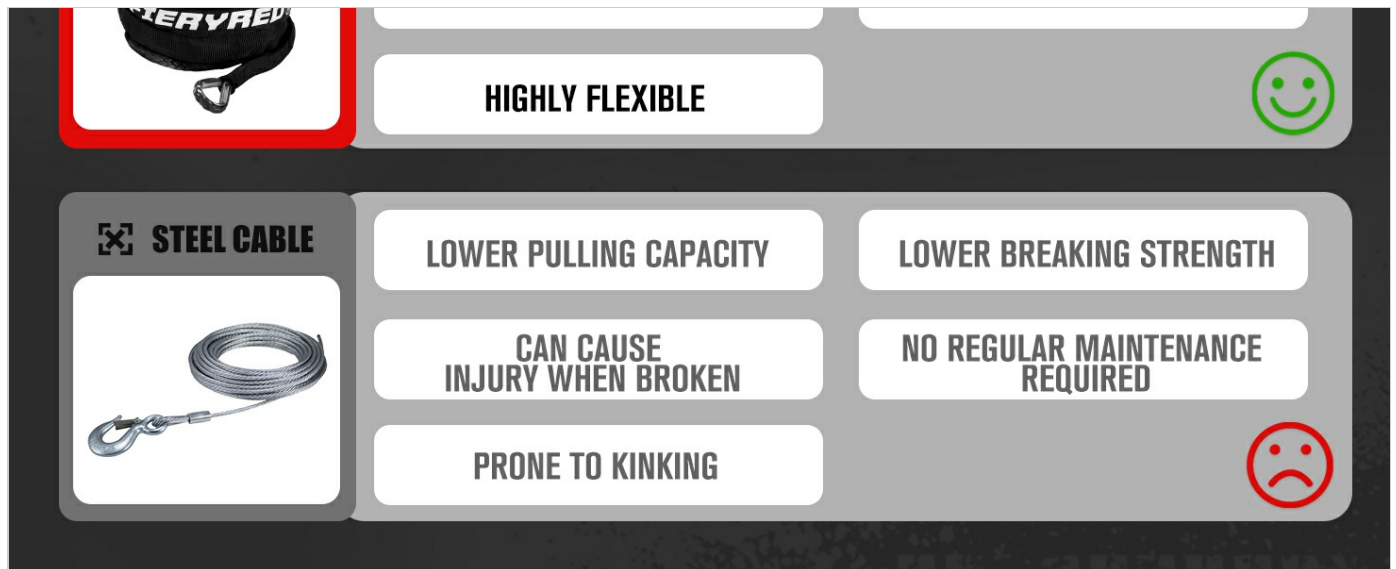 FIERYRED
HIGHLY FLEXIBLE
STEEL CABLE
LOWER PULLING CAPACITY
LOWER BREAKING STRENGTH
CAN CAUSE
INJURY WHEN BROKEN
NO REGULAR MAINTENANCE
REQUIRED
PRONE TO KINKING